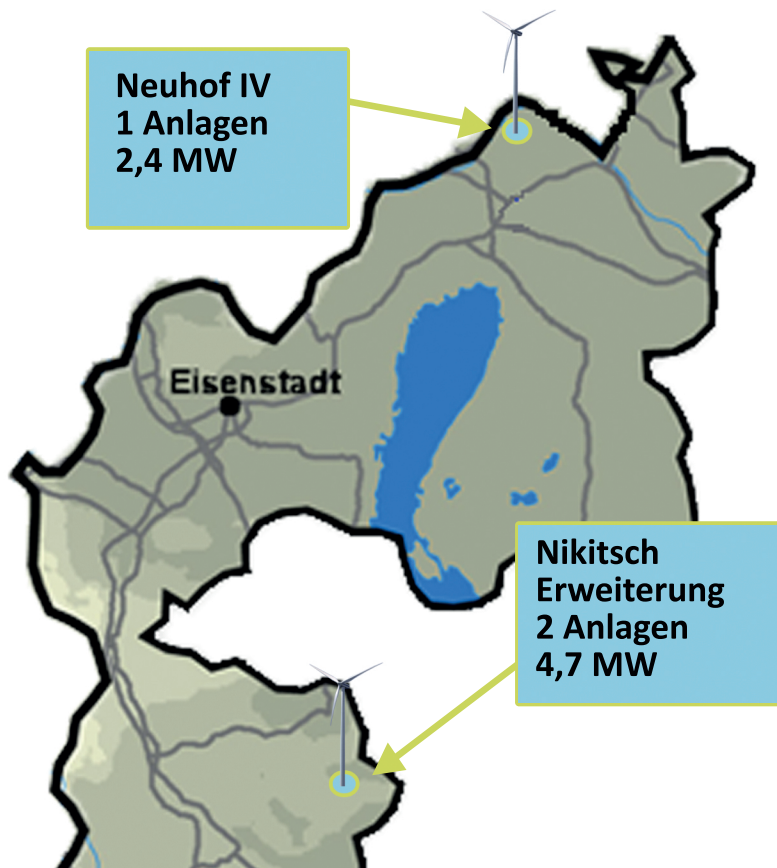 Neuhof IV
1 Anlagen
2,4 MW
Eisenstadt
Nikitsch
Erweiterung
2 Anlagen
4,7 MW